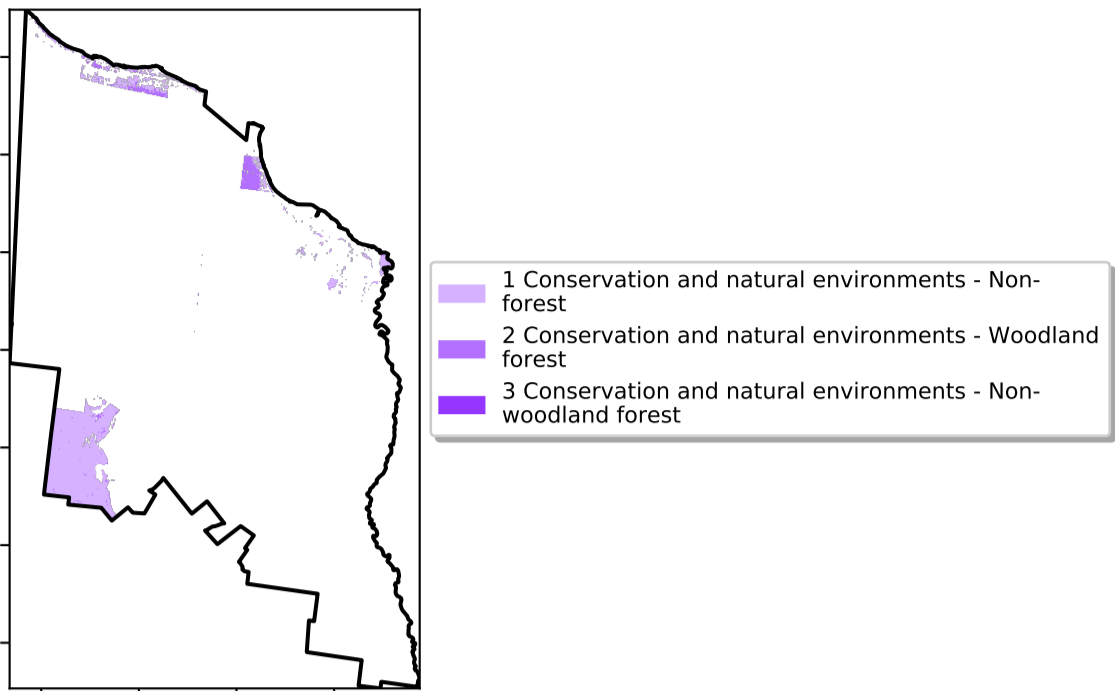 1 Conservation and natural environments - Non-
forest
2 Conservation and natural environments - Woodland
forest
3 Conservation and natural environments - Non-
woodland forest